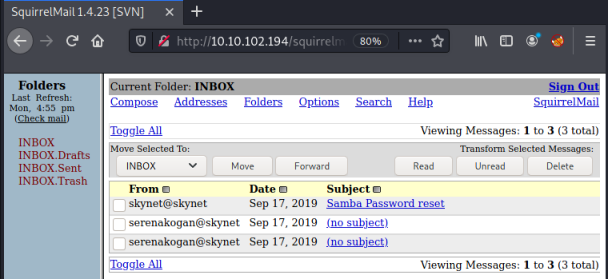 SquirrelMail 1.4.23 [SVN]
http://10.10.102.194/squirrelm
80%
Folders
Last Refresh:
Mon, 4:55 pm
(Check mail)
INBOX
INBOX.Drafts
INBOX.Sent
INBOX.Trash
Current Folder: INBOX Sign Out
Compose Addresses Folders Options Search Help SquirrelMail
Toggle All Viewing Messages: 1 to 3 (3 total)
Move Selected To: Transform Selected Messages:
INBOX Move Forward Read Unread Delete
From Date Subject
skynet@skynet Sep 17, 2019 Samba Password reset
serenakogan@skynet Sep 17, 2019 (no subject)
serenakogan@skynet Sep 17, 2019 (no subject)
Toggle All Viewing Messages: 1 to 3 (3 total)